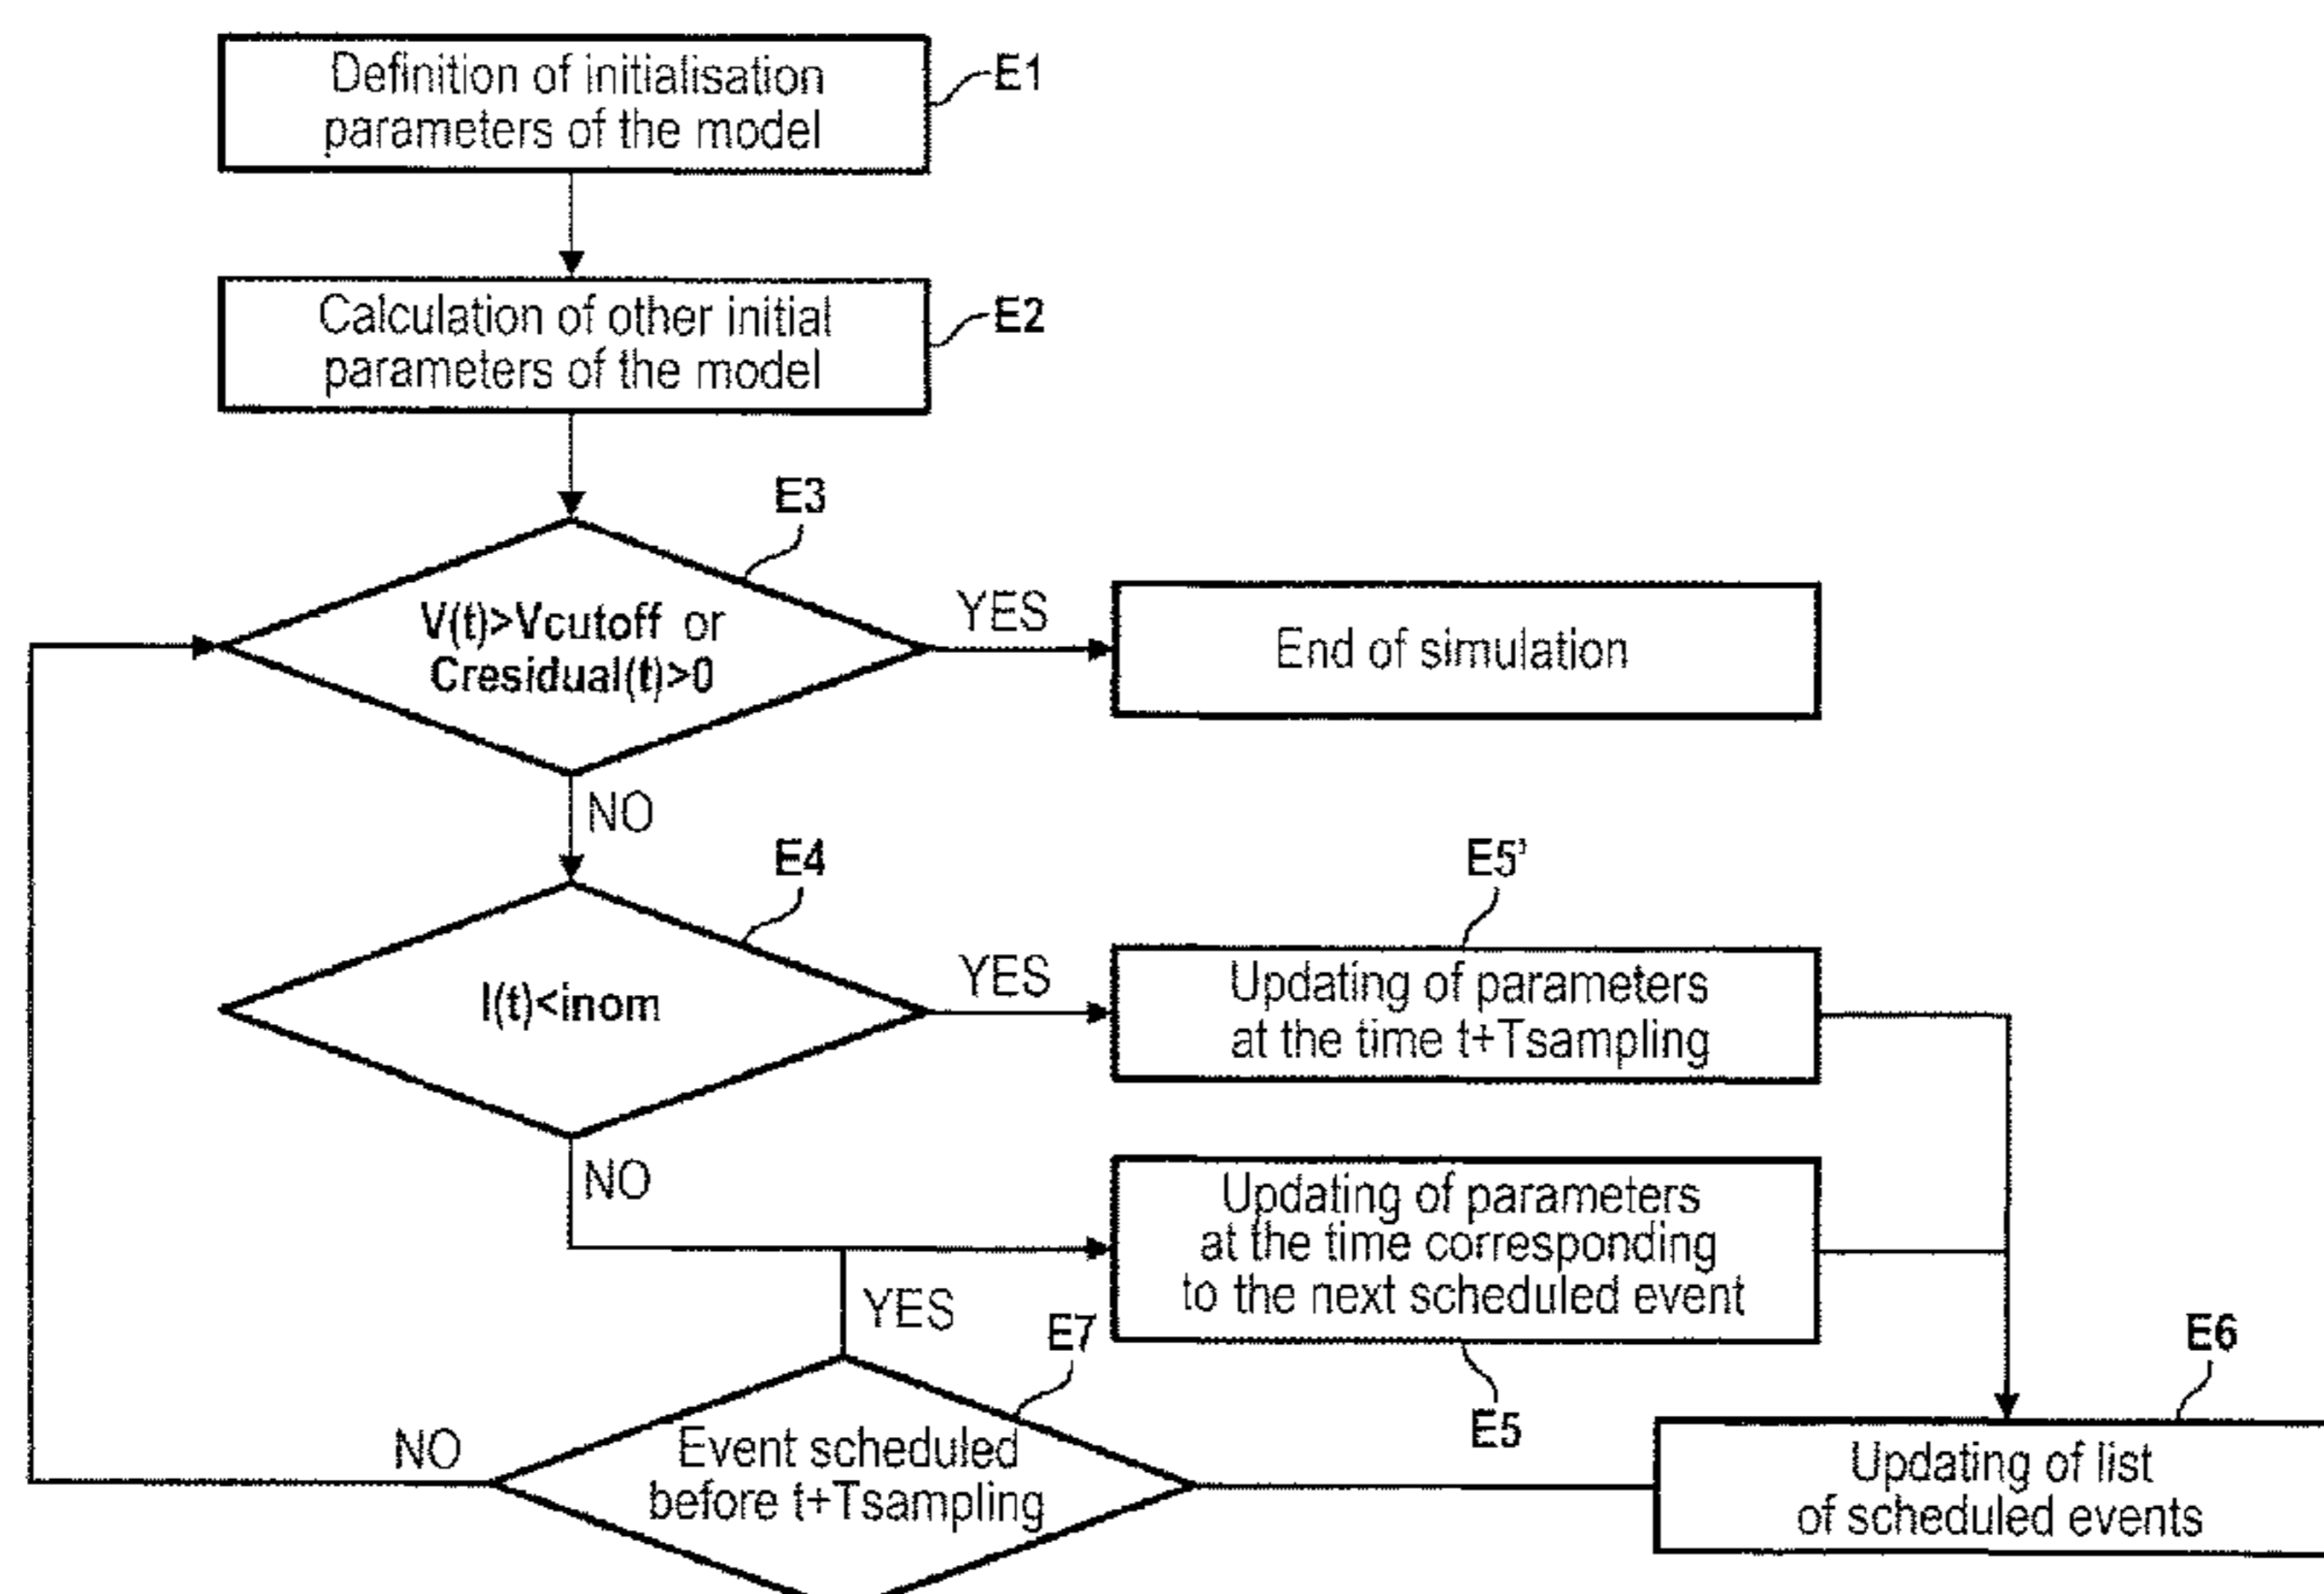 Definition of initialisation
parameters of the model
E1
Calculation of other initial
parameters of the model
E2
E3
V(t)>Vcutoff or
Cresidual(t)>0
YES
End of simulation
NO
E4
I(t)<inom
YES
E5'
Updating of parameters
at the time t+Tsampling
NO
Updating of parameters
at the time corresponding
to the next scheduled event
E5
YES
E7
Event scheduled
before t+Tsampling
NO
E6
Updating of list
of scheduled events